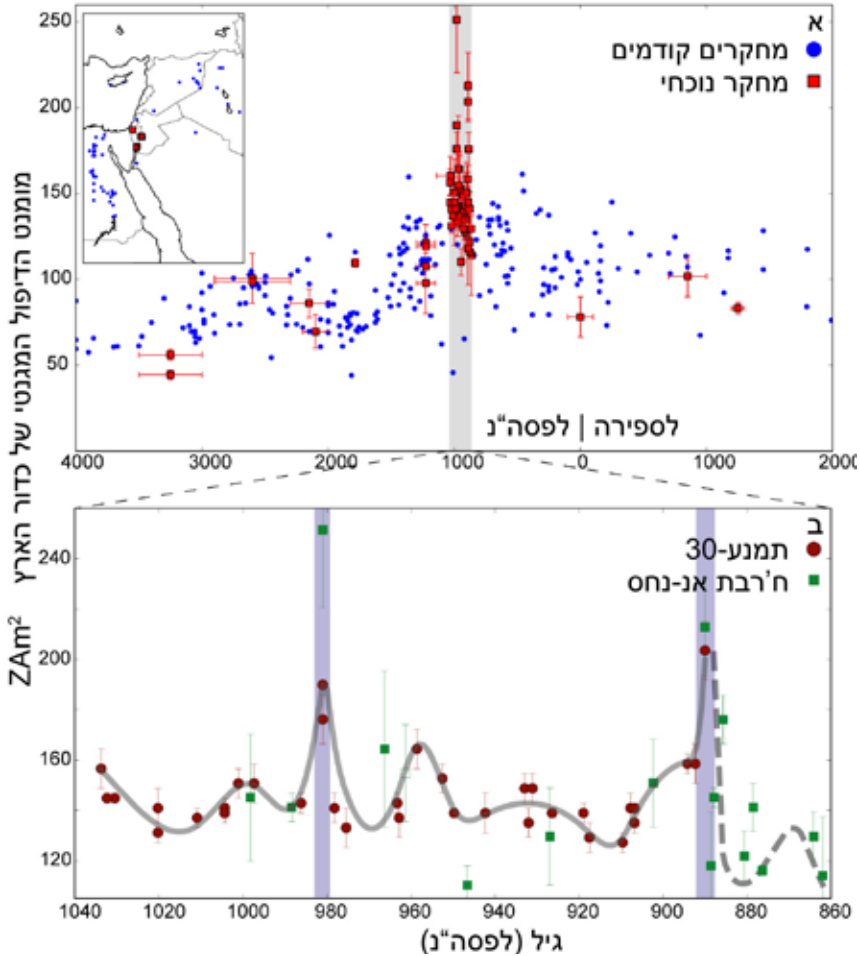 250
200
150
100
50
א
מחקרים קודמים
מחקר נוכחי
לפסה“נ | לספירה
4000 3000 2000 1000 0 1000 2000
מומנט הדיפול המגנטי של כדור הארץ ZAm²
240
200
160
120
ב
תמנע-30
ח'רבת אנ-נחס
1040 1020 1000 980 960 940 920 900 880 860
גיל (לפסה“נ)